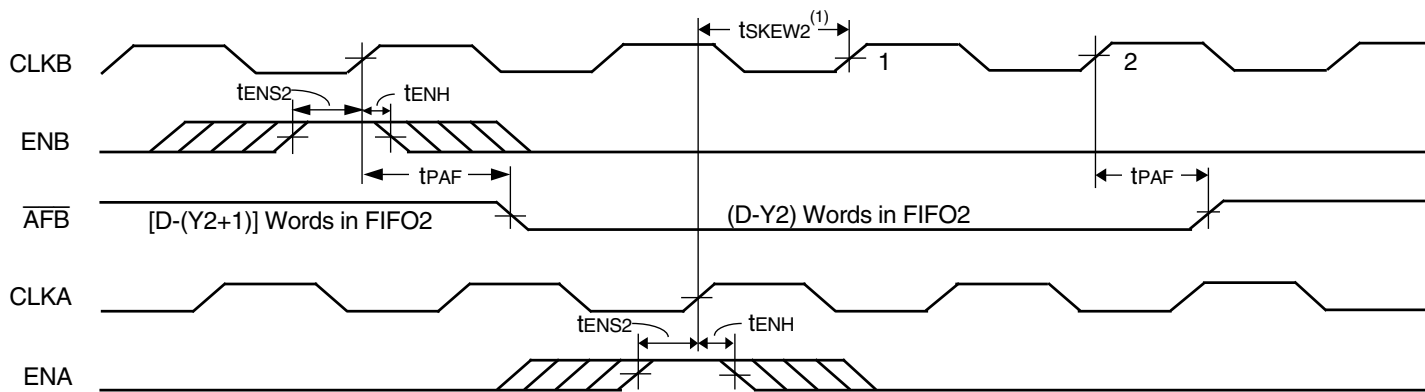 tSKEW2(1)
CLKB
1
2
tENS2
tENH
ENB
tPAF
tPAF
AFB
[D-(Y2+1)] Words in FIFO2
(D-Y2) Words in FIFO2
CLKA
tENS2
tENH
ENA